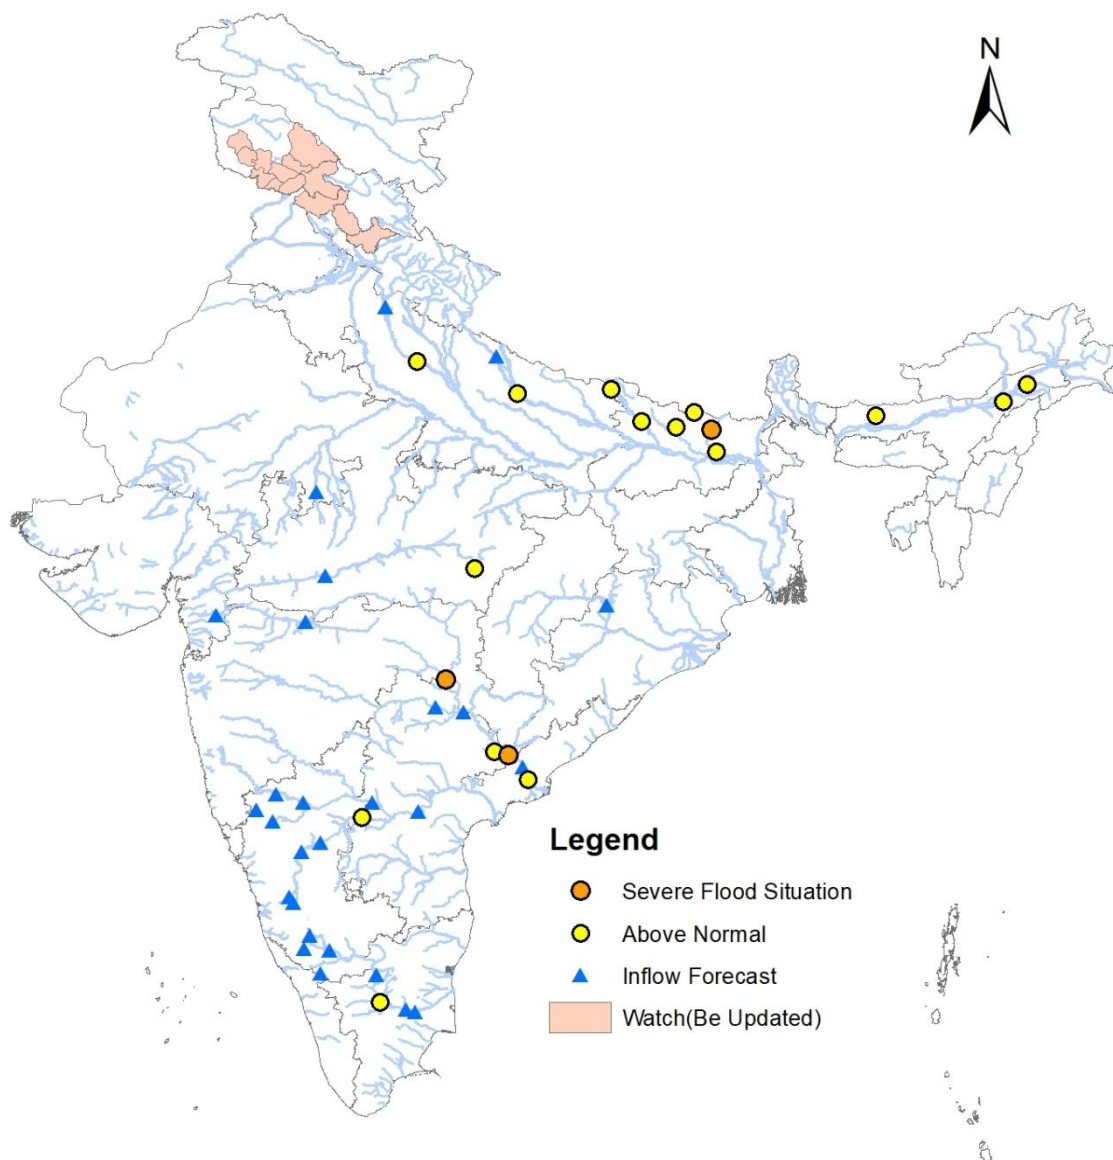 N
Legend
Severe Flood Situation
Above Normal
Inflow Forecast
Watch(Be Updated)